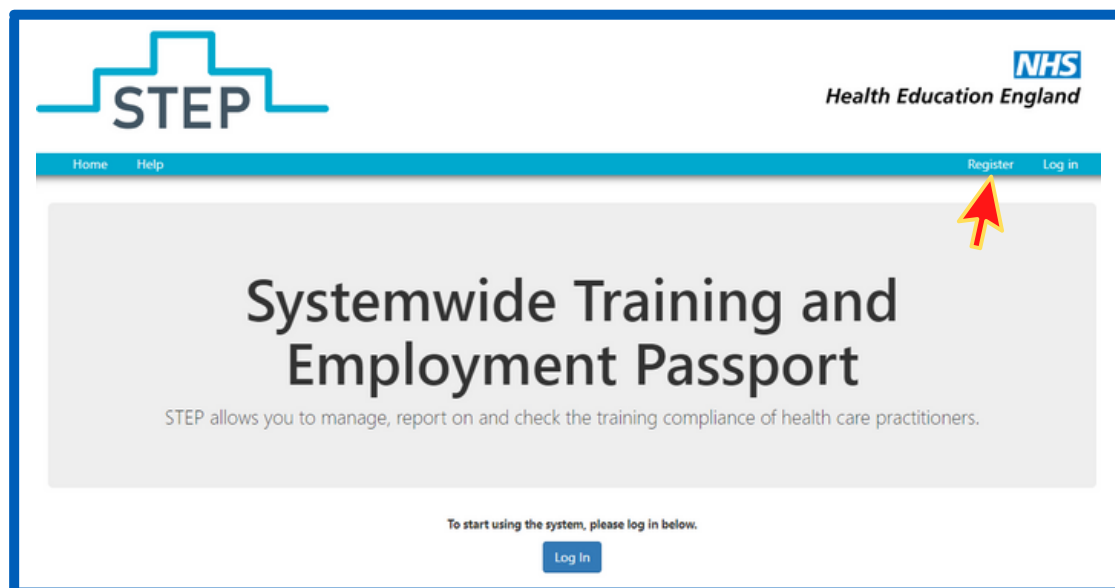 STEP
NHS
Health Education England
Home Help Register Log in
Systemwide Training and
Employment Passport
STEP allows you to manage, report on and check the training compliance of health care practitioners.
To start using the system, please log in below.
Log In